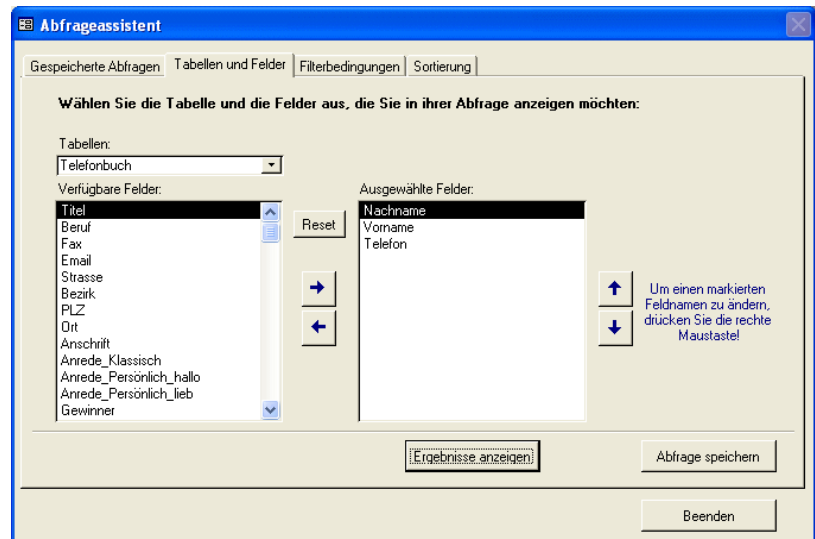 Abfrageassistent
Gespeicherte Abfragen
Tabellen und Felder
Filterbedingungen
Sortierung
Wählen Sie die Tabelle und die Felder aus, die Sie in ihrer Abfrage anzeigen möchten:
Tabellen:
Telefonbuch
Verfügbare Felder:
Titel
Beruf
Fax
Email
Strasse
Bezirk
PLZ
Ort
Anschrift
Anrede_Klassisch
Anrede_Persönlich_hallo
Anrede_Persönlich_lieb
Gewinner
Reset
Ausgewählte Felder:
Nachname
Vorname
Telefon
Um einen markierten
Feldnamen zu ändern,
drücken Sie die rechte
Maustaste!
Ergebnisse anzeigen
Abfrage speichern
Beenden